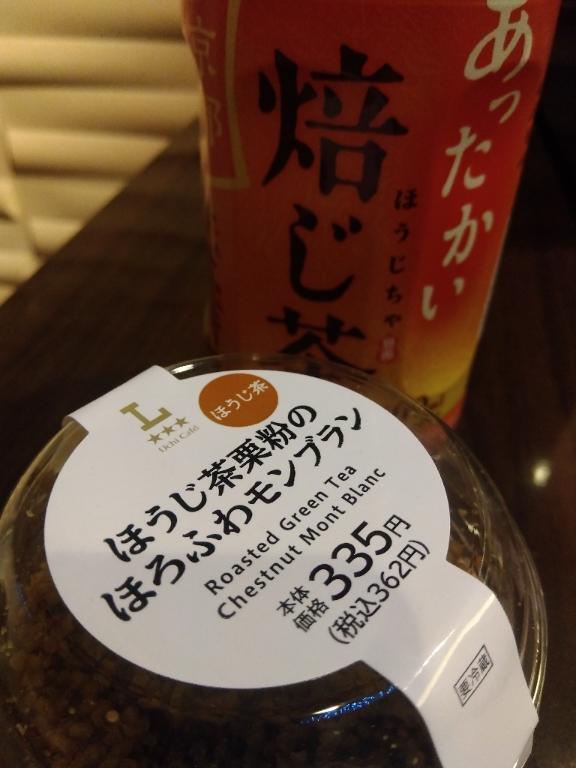 あったかい
焙じ茶
ほうじちゃ
京都
L
Uchi Café
ほうじ茶
ほうじ茶栗粉の
ほろふわモンブラン
Roasted Green Tea
Chestnut Mont Blanc
本体
価格 335円
(税込362円)
要冷蔵